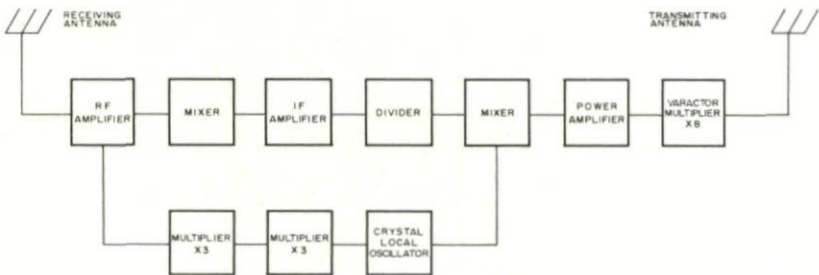 RECEIVING
ANTENNA
TRANSMITTING
ANTENNA
RF
AMPLIFIER
MIXER
IF
AMPLIFIER
DIVIDER
MIXER
POWER
AMPLIFIER
VARACTOR
MULTIPLIER
X8
MULTIPLIER
X3
MULTIPLIER
X3
CRYSTAL
LOCAL
OSCILLATOR